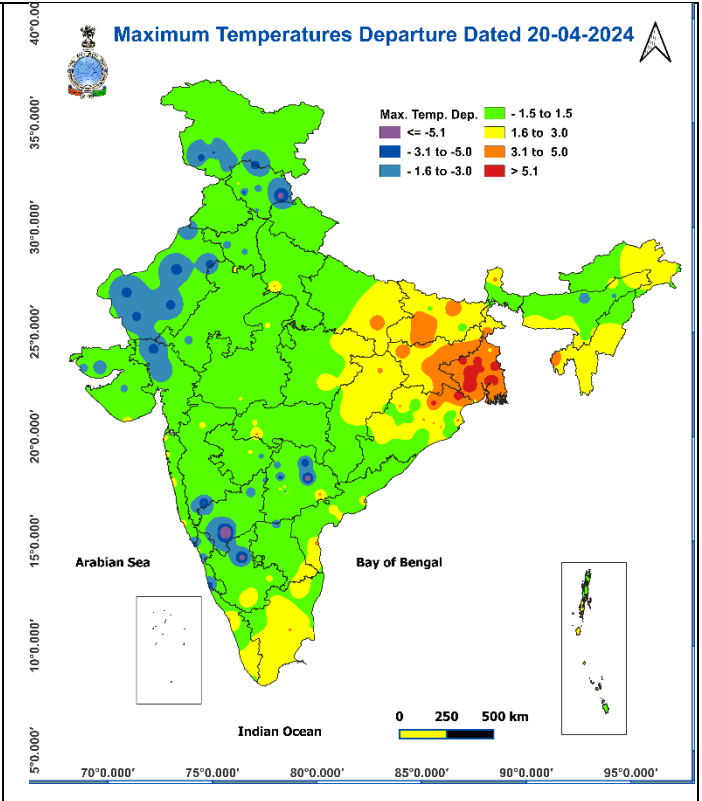 Maximum Temperatures Departure Dated 20-04-2024
Max. Temp. Dep.
<= -5.1
- 3.1 to -5.0
- 1.6 to -3.0
- 1.5 to 1.5
1.6 to 3.0
3.1 to 5.0
> 5.1
40°0.000'
35°0.000'
30°0.000'
25°0.000'
20°0.000'
15°0.000'
10°0.000'
5°0.000'
Arabian Sea
Bay of Bengal
Indian Ocean
0 250 500 km
70°0.000' 75°0.000' 80°0.000' 85°0.000' 90°0.000' 95°0.000'